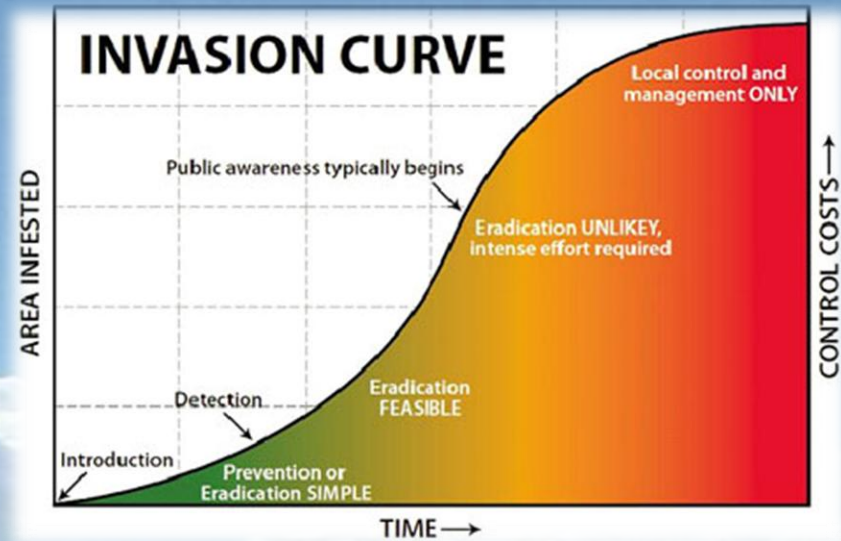 INVASION CURVE
Local control and
management ONLY
Public awareness typically begins
Eradication UNLIKEY,
intense effort required
Eradication
FEASIBLE
Detection
Introduction
Prevention or
Eradication SIMPLE
AREA INFESTED
CONTROL COSTS→
TIME→